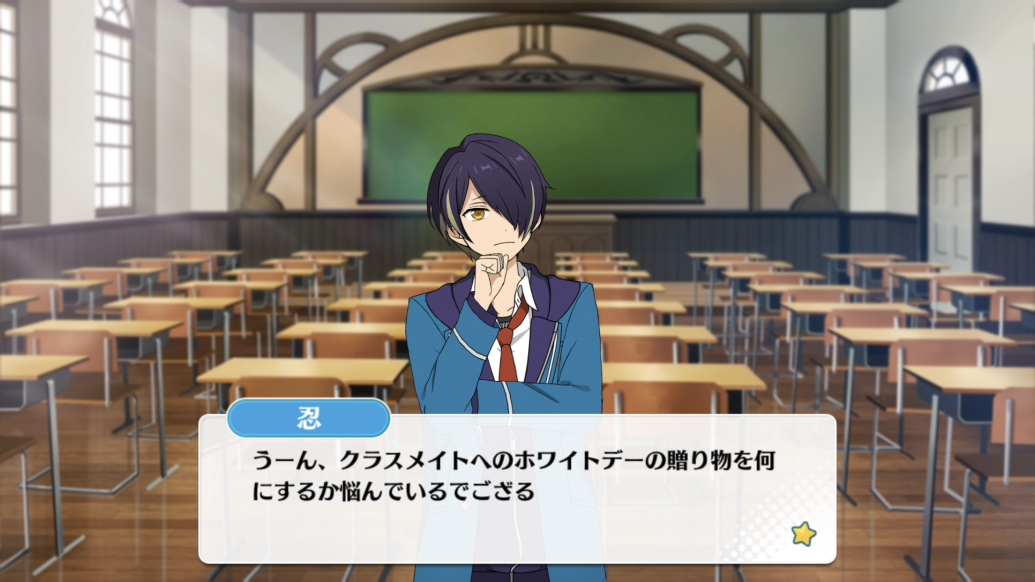 忍
うーん、クラスメイトへのホワイトデーの贈り物を何
にするか悩んでいるでござる